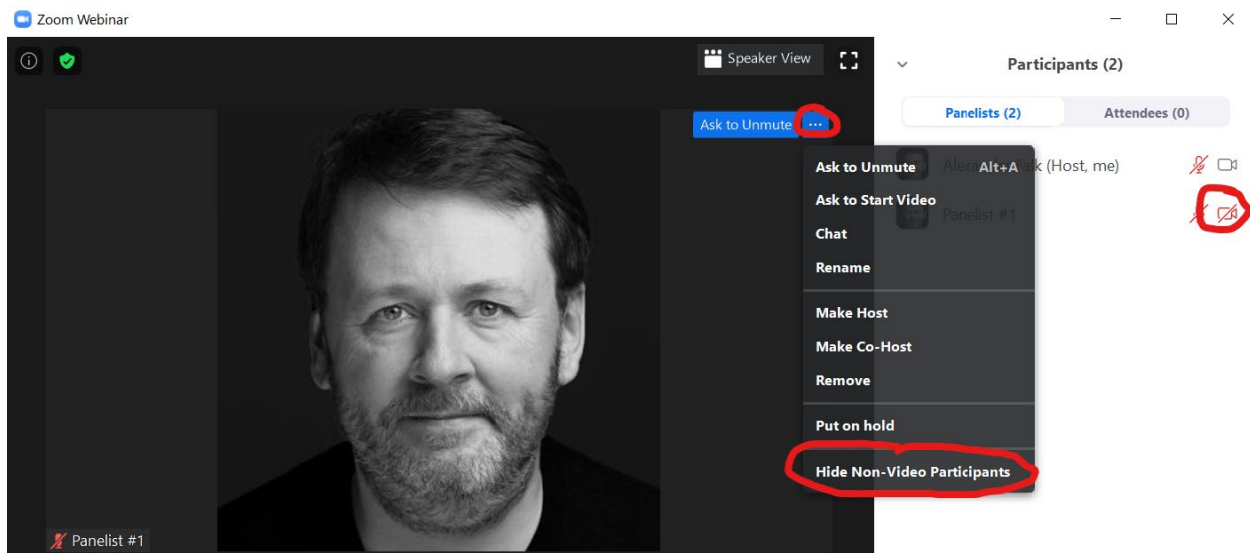 Zoom Webinar
Speaker View
Participants (2)
Panelists (2)
Attendees (0)
Ask to Unmute ...
Ask to Unmute Alt+A
(Host, me)
Ask to Start Video
Panelist #1
Chat
Rename
Make Host
Make Co-Host
Remove
Put on hold
Hide Non-Video Participants
Panelist #1